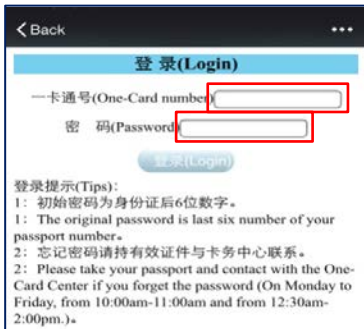 Back
登 录(Login)
一卡通号(One-Card number)
密 码(Password)
登录(Login)
登录提示(Tips):
1: 初始密码为身份证后6位数字。
1: The original password is last six number of your
passport number。
2: 忘记密码请持有效证件与卡务中心联系。
2: Please take your passport and contact with the One-
Card Center if you forget the password (On Monday to
Friday, from 10:00am-11:00am and from 12:30am-
2:00pm.)。